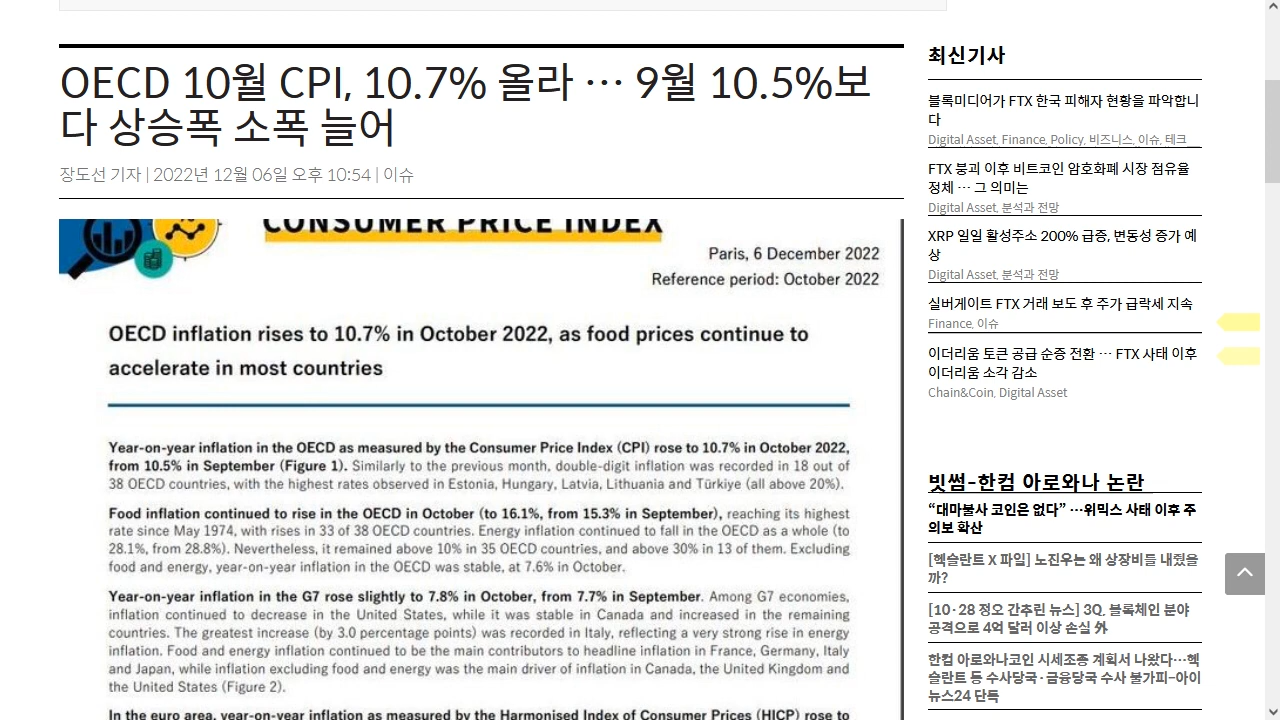 OECD 10월 CPI, 10.7% 올라 … 9월 10.5%보
다 상승폭 소폭 늘어
장도선 기자 | 2022년 12월 06일 오후 10:54 | 이슈
CONSUMER PRICE INDEX
Paris, 6 December 2022
Reference period: October 2022
OECD inflation rises to 10.7% in October 2022, as food prices continue to
accelerate in most countries
Year-on-year inflation in the OECD as measured by the Consumer Price Index (CPI) rose to 10.7% in October 2022,
from 10.5% in September (Figure 1). Similarly to the previous month, double-digit inflation was recorded in 18 out of
38 OECD countries, with the highest rates observed in Estonia, Hungary, Latvia, Lithuania and Türkiye (all above 20%).
Food inflation continued to rise in the OECD in October (to 16.1%, from 15.3% in September), reaching its highest
rate since May 1974, with rises in 33 of 38 OECD countries. Energy inflation continued to fall in the OECD as a whole (to
28.1%, from 28.8%). Nevertheless, it remained above 10% in 35 OECD countries, and above 30% in 13 of them. Excluding
food and energy, year-on-year inflation in the OECD was stable, at 7.6% in October.
Year-on-year inflation in the G7 rose slightly to 7.8% in October, from 7.7% in September. Among G7 economies,
inflation continued to decrease in the United States, while it was stable in Canada and increased in the remaining
countries. The greatest increase (by 3.0 percentage points) was recorded in Italy, reflecting a very strong rise in energy
inflation. Food and energy inflation continued to be the main contributors to headline inflation in France, Germany, Italy
and Japan, while inflation excluding food and energy was the main driver of inflation in Canada, the United Kingdom and
the United States (Figure 2).
In the euro area, year-on-year inflation as measured by the Harmonised Index of Consumer Prices (HICP) rose to
최신기사
블록미디어가 FTX 한국 피해자 현황을 파악합니
다
Digital Asset, Finance, Policy, 비즈니스, 이슈, 테크
FTX 붕괴 이후 비트코인 암호화폐 시장 점유율
정체 … 그 의미는
Digital Asset, 분석과 전망
XRP 일일 활성주소 200% 급증, 변동성 증가 예
상
Digital Asset, 분석과 전망
실버게이트 FTX 거래 보도 후 주가 급락세 지속
Finance, 이슈
이더리움 토큰 공급 순증 전환 … FTX 사태 이후
이더리움 소각 감소
Chain&Coin, Digital Asset
빗썸-한컴 아로와나 논란
“대마불사 코인은 없다” …위믹스 사태 이후 주
의보 확산
[헥슬란트 X 파일] 노진우는 왜 상장비를 내줬을
까?
[10·28 정오 간추린 뉴스] 3Q, 블록체인 분야
공격으로 4억 달러 이상 손실 外
한컴 아로와나코인 시세조종 계획서 나왔다…헥
슬란트 등 수사당국·금융당국 수사 불가피-아이
뉴스24 단독